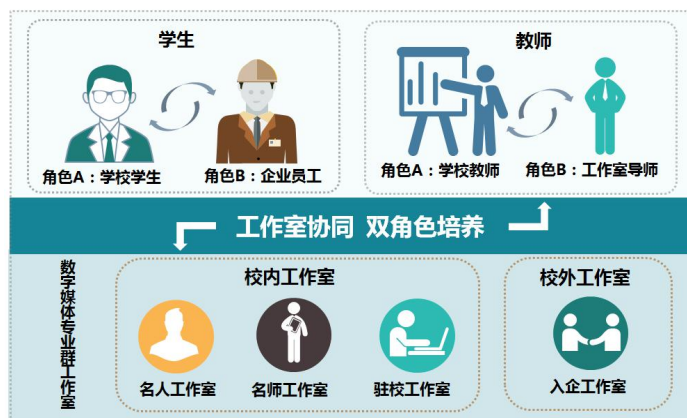 学生
教师
角色A：学校学生
角色B：企业员工
角色A：学校教师
角色B：工作室导师
工作室协同 双角色培养
数字媒体专业群工作室
校内工作室
校外工作室
名人工作室
名师工作室
驻校工作室
入企工作室